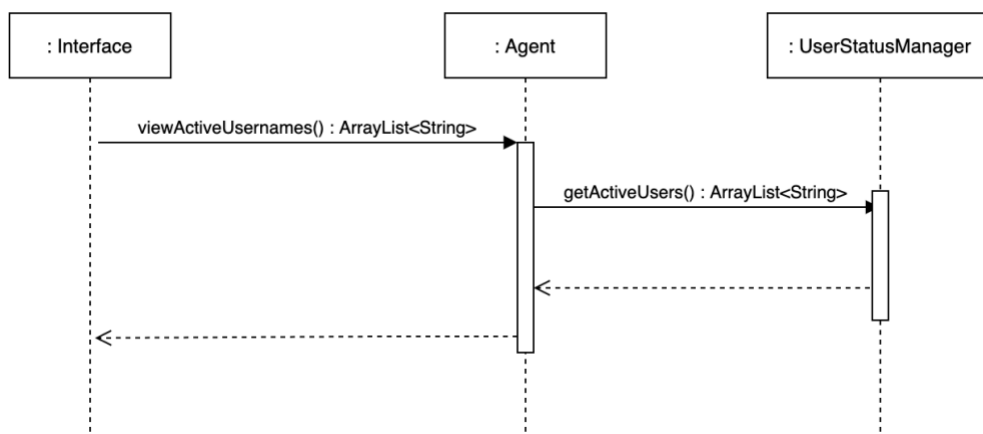 : Interface
: Agent
: UserStatusManager
viewActiveUsernames() : ArrayList<String>
getActiveUsers() : ArrayList<String>